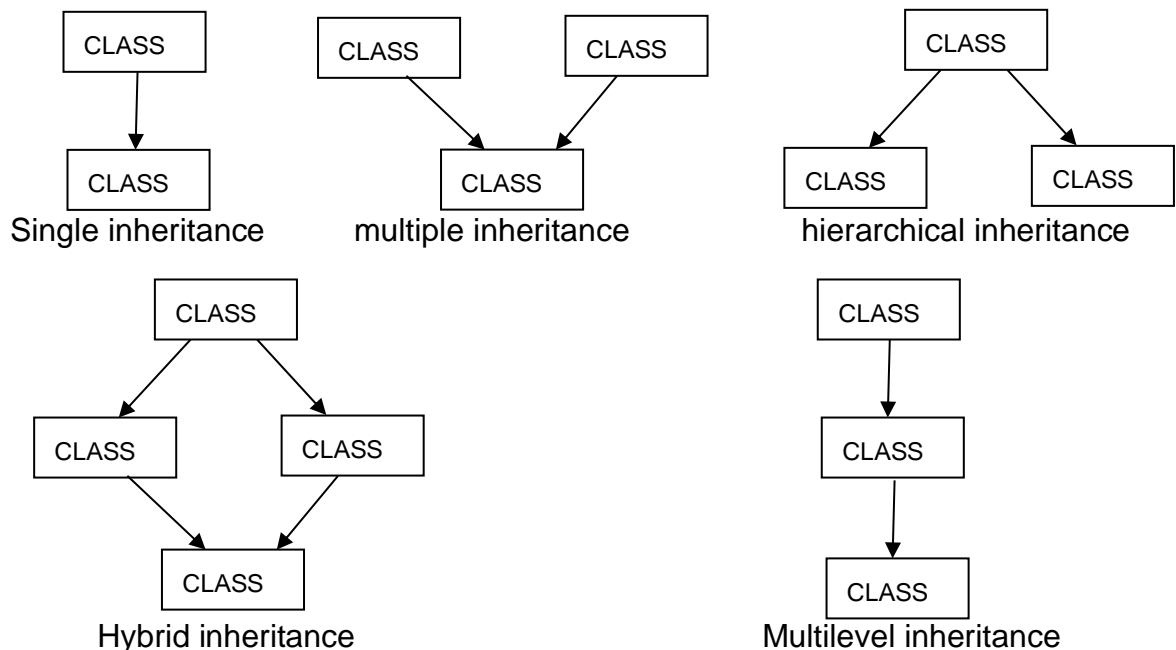 CLASS
CLASS
Single inheritance
CLASS
CLASS
CLASS
multiple inheritance
CLASS
CLASS
CLASS
hierarchical inheritance
CLASS
CLASS
CLASS
CLASS
Hybrid inheritance
CLASS
CLASS
CLASS
Multilevel inheritance